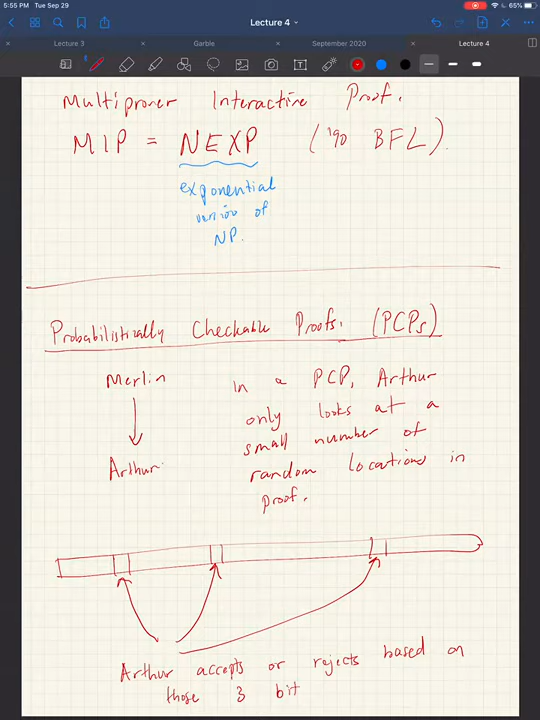 5:55 PM Tue Sep 29
65%
Lecture 4
Lecture 3
Garble
September 2020
Lecture 4
Multiprover Interactive Proof.
MIP = NEXP ('90 BFL)
exponential
version of
NP.
Probabilistically Checkable Proofs. (PCPs)
Merlin
Arthur
In a PCP, Arthur
only looks at a
small number of
random locations in
proof.
Arthur accepts or rejects based on
those 3 bit